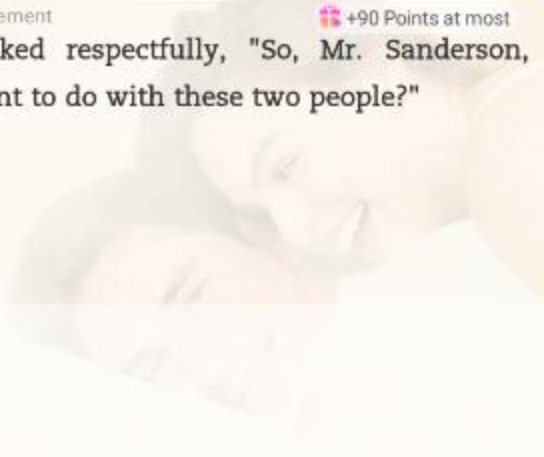 ement
+90 Points at most
ked respectfully, "So, Mr. Sanderson,
nt to do with these two people?"